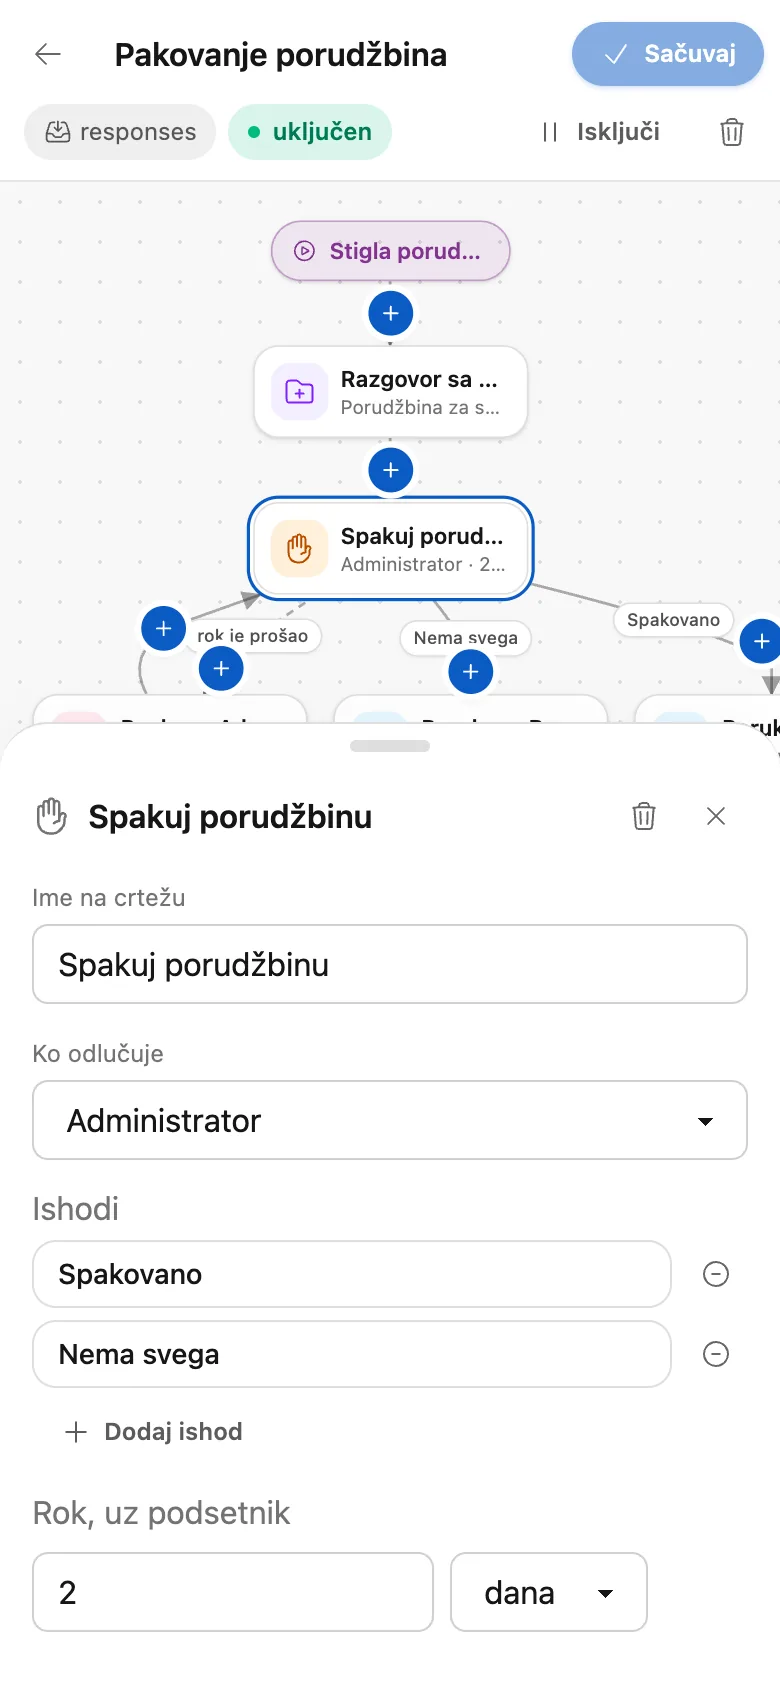 Pakovanje porudžbina
Sačuvaj
responses
uključen
Isključi
Stigla porud...
Razgovor sa ...
Porudžbina za s...
Spakuj porud...
Administrator · 2...
rok je prošao
Nema svega
Spakovano
Spakuj porudžbinu
Ime na crtežu
Spakuj porudžbinu
Ko odlučuje
Administrator
Ishodi
Spakovano
Nema svega
Dodaj ishod
Rok, uz podsetnik
2
dana